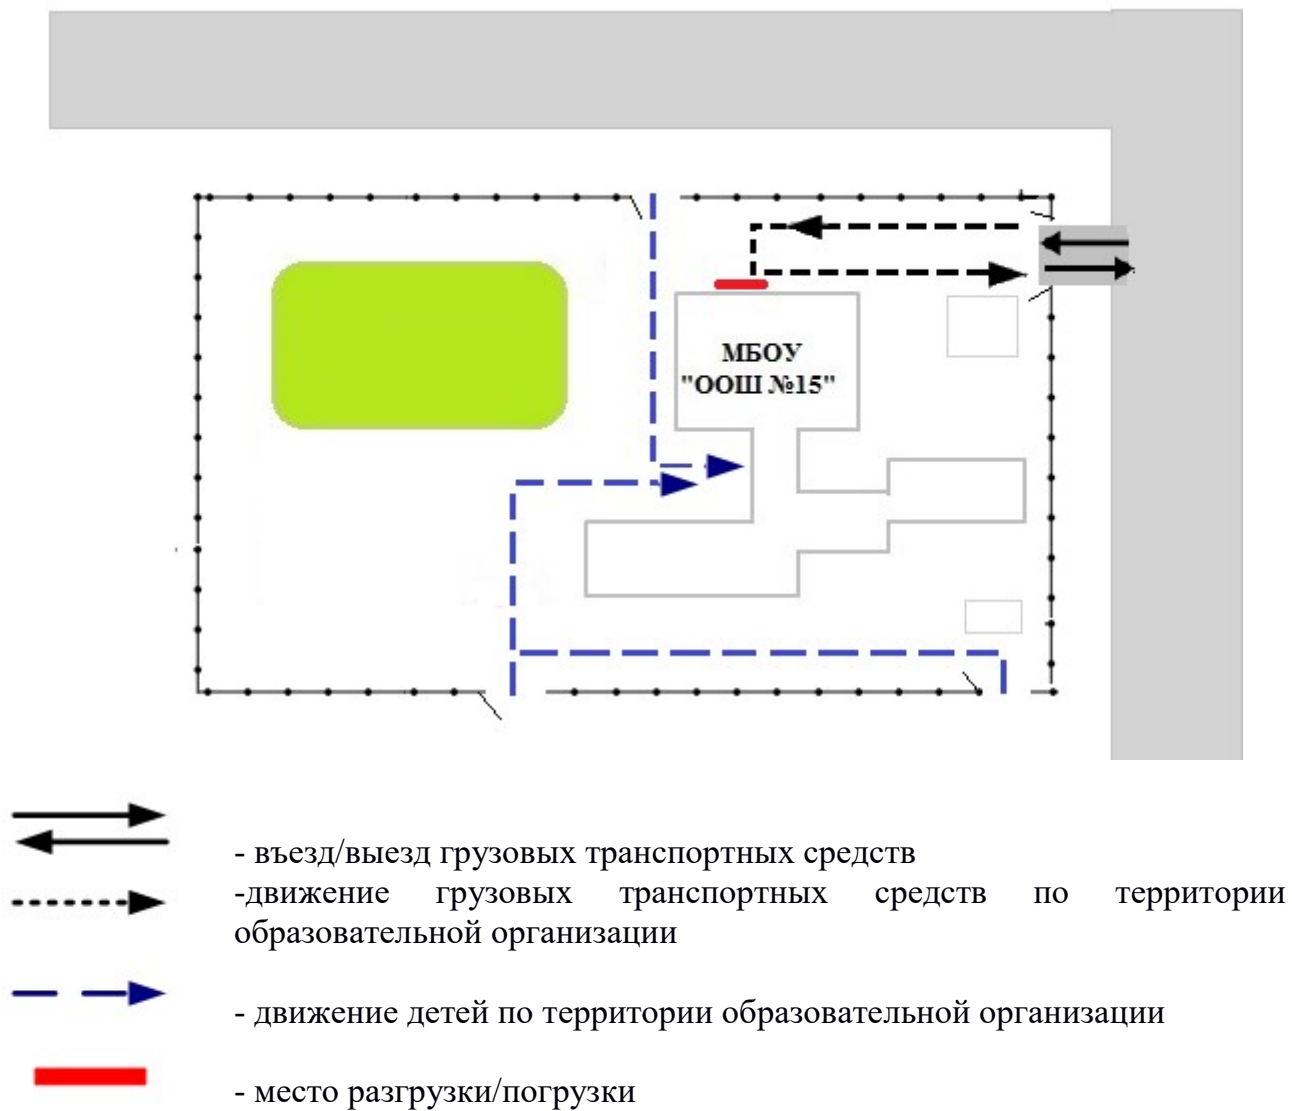 МБОУ
"ООШ №15"
- въезд/выезд грузовых транспортных средств
-движение грузовых транспортных средств по территории
образовательной организации
- движение детей по территории образовательной организации
- место разгрузки/погрузки